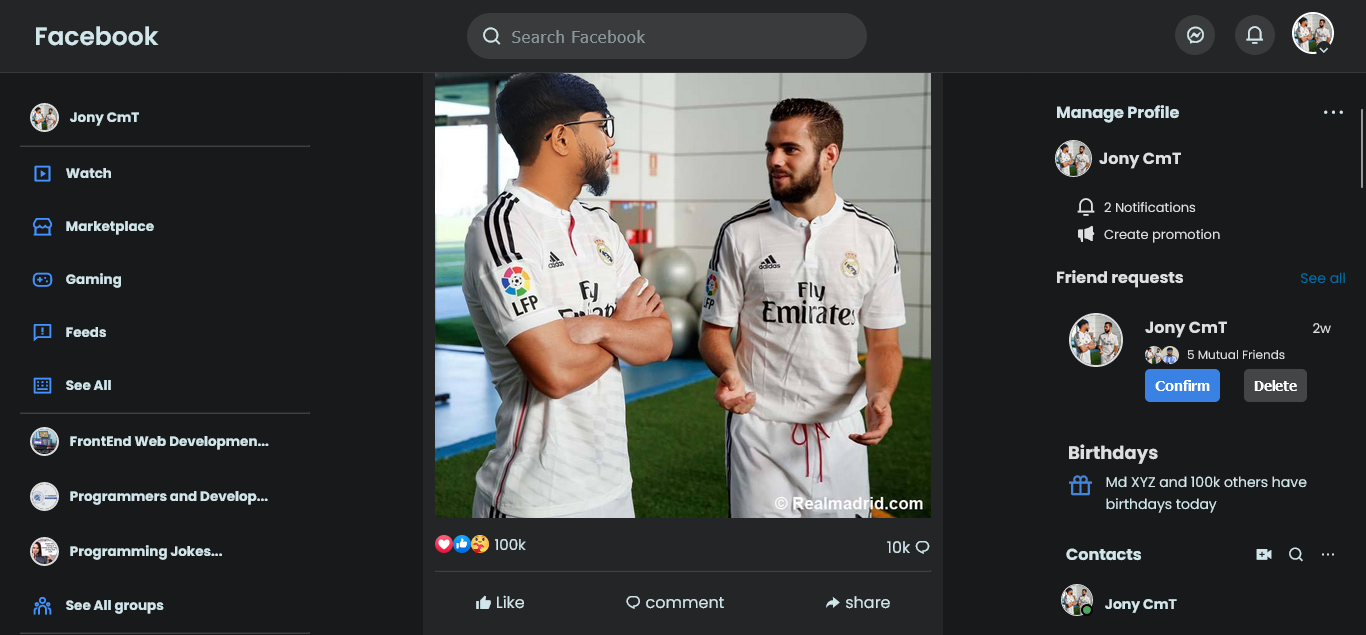 Facebook
Search Facebook
Jony CmT
Watch
Marketplace
Gaming
Feeds
See All
FrontEnd Web Developmen...
Programmers and Develop...
Programming Jokes...
See All groups
adidas
LFP
Fly
adidas
LFP
Fly
Emirates
© Realmadrid.com
100k
10k
Like
comment
share
Manage Profile
Jony CmT
2 Notifications
Create promotion
Friend requests
See all
Jony CmT
2w
5 Mutual Friends
Confirm
Delete
Birthdays
Md XYZ and 100k others have
birthdays today
Contacts
Jony CmT